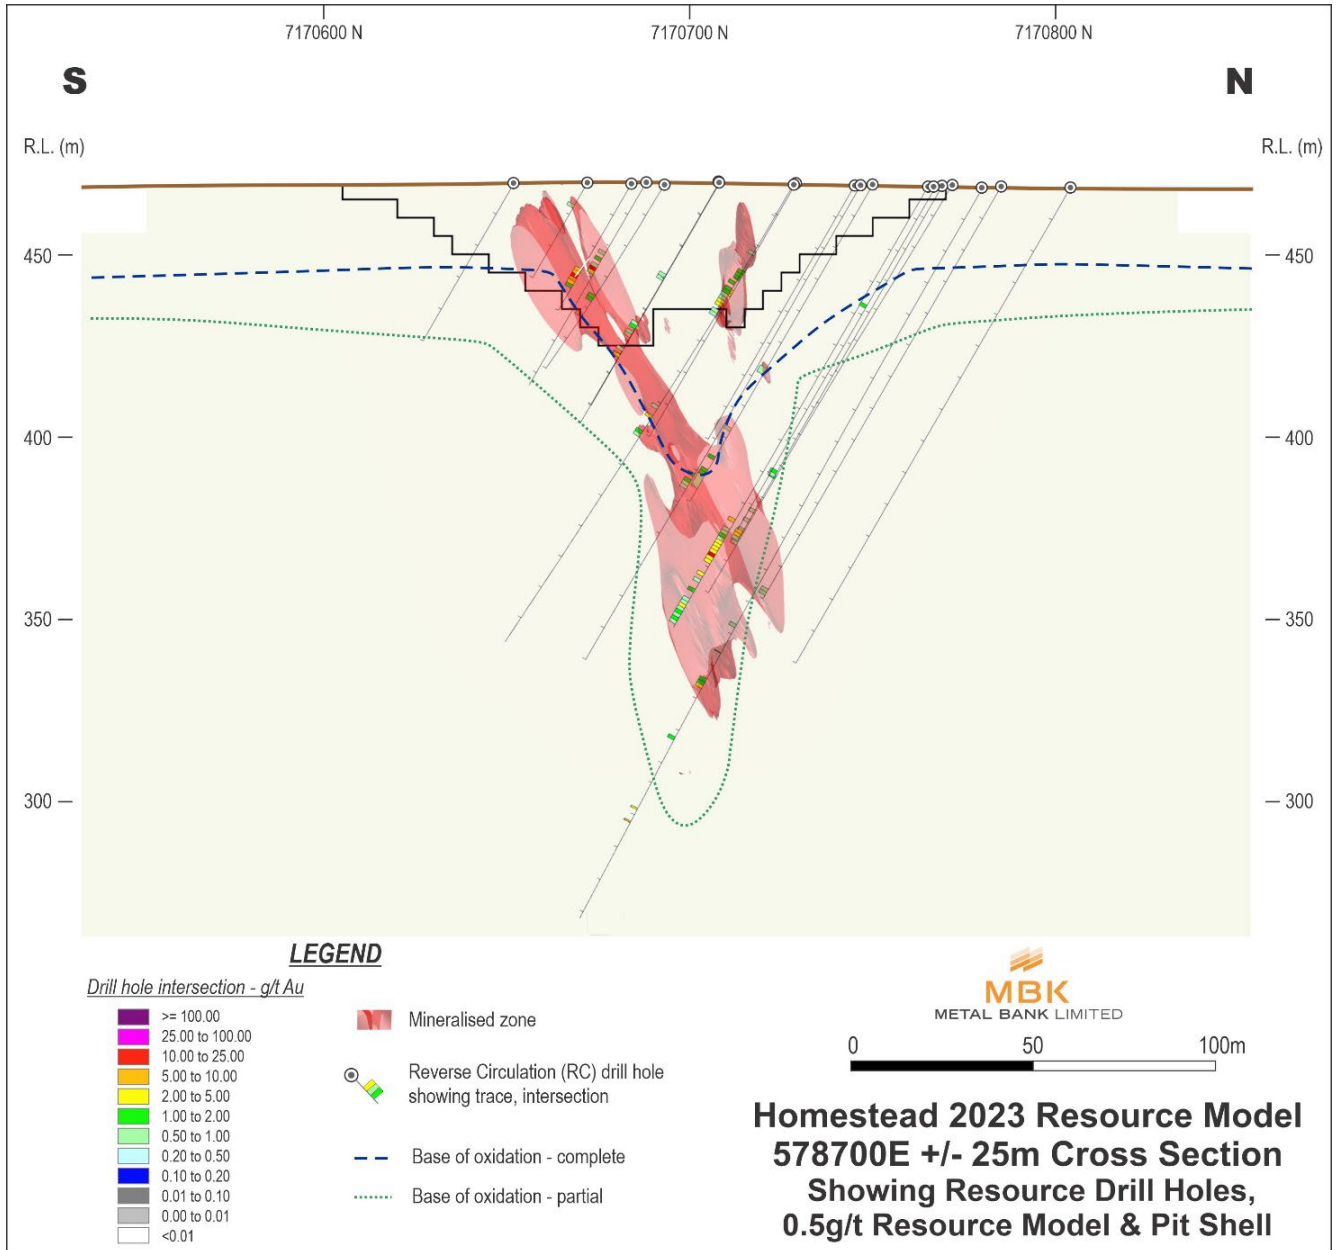 7170600 N 7170700 N 7170800 N
S N
R.L. (m) R.L. (m)
450 450
400 400
350 350
300 300
LEGEND
Drill hole intersection - g/t Au
>= 100.00
25.00 to 100.00
10.00 to 25.00
5.00 to 10.00
2.00 to 5.00
1.00 to 2.00
0.50 to 1.00
0.20 to 0.50
0.10 to 0.20
0.01 to 0.10
0.00 to 0.01
<0.01
Mineralised zone
Reverse Circulation (RC) drill hole
showing trace, intersection
Base of oxidation - complete
Base of oxidation - partial
MBK
METAL BANK LIMITED
0 50 100m
Homestead 2023 Resource Model
578700E +/- 25m Cross Section
Showing Resource Drill Holes,
0.5g/t Resource Model & Pit Shell